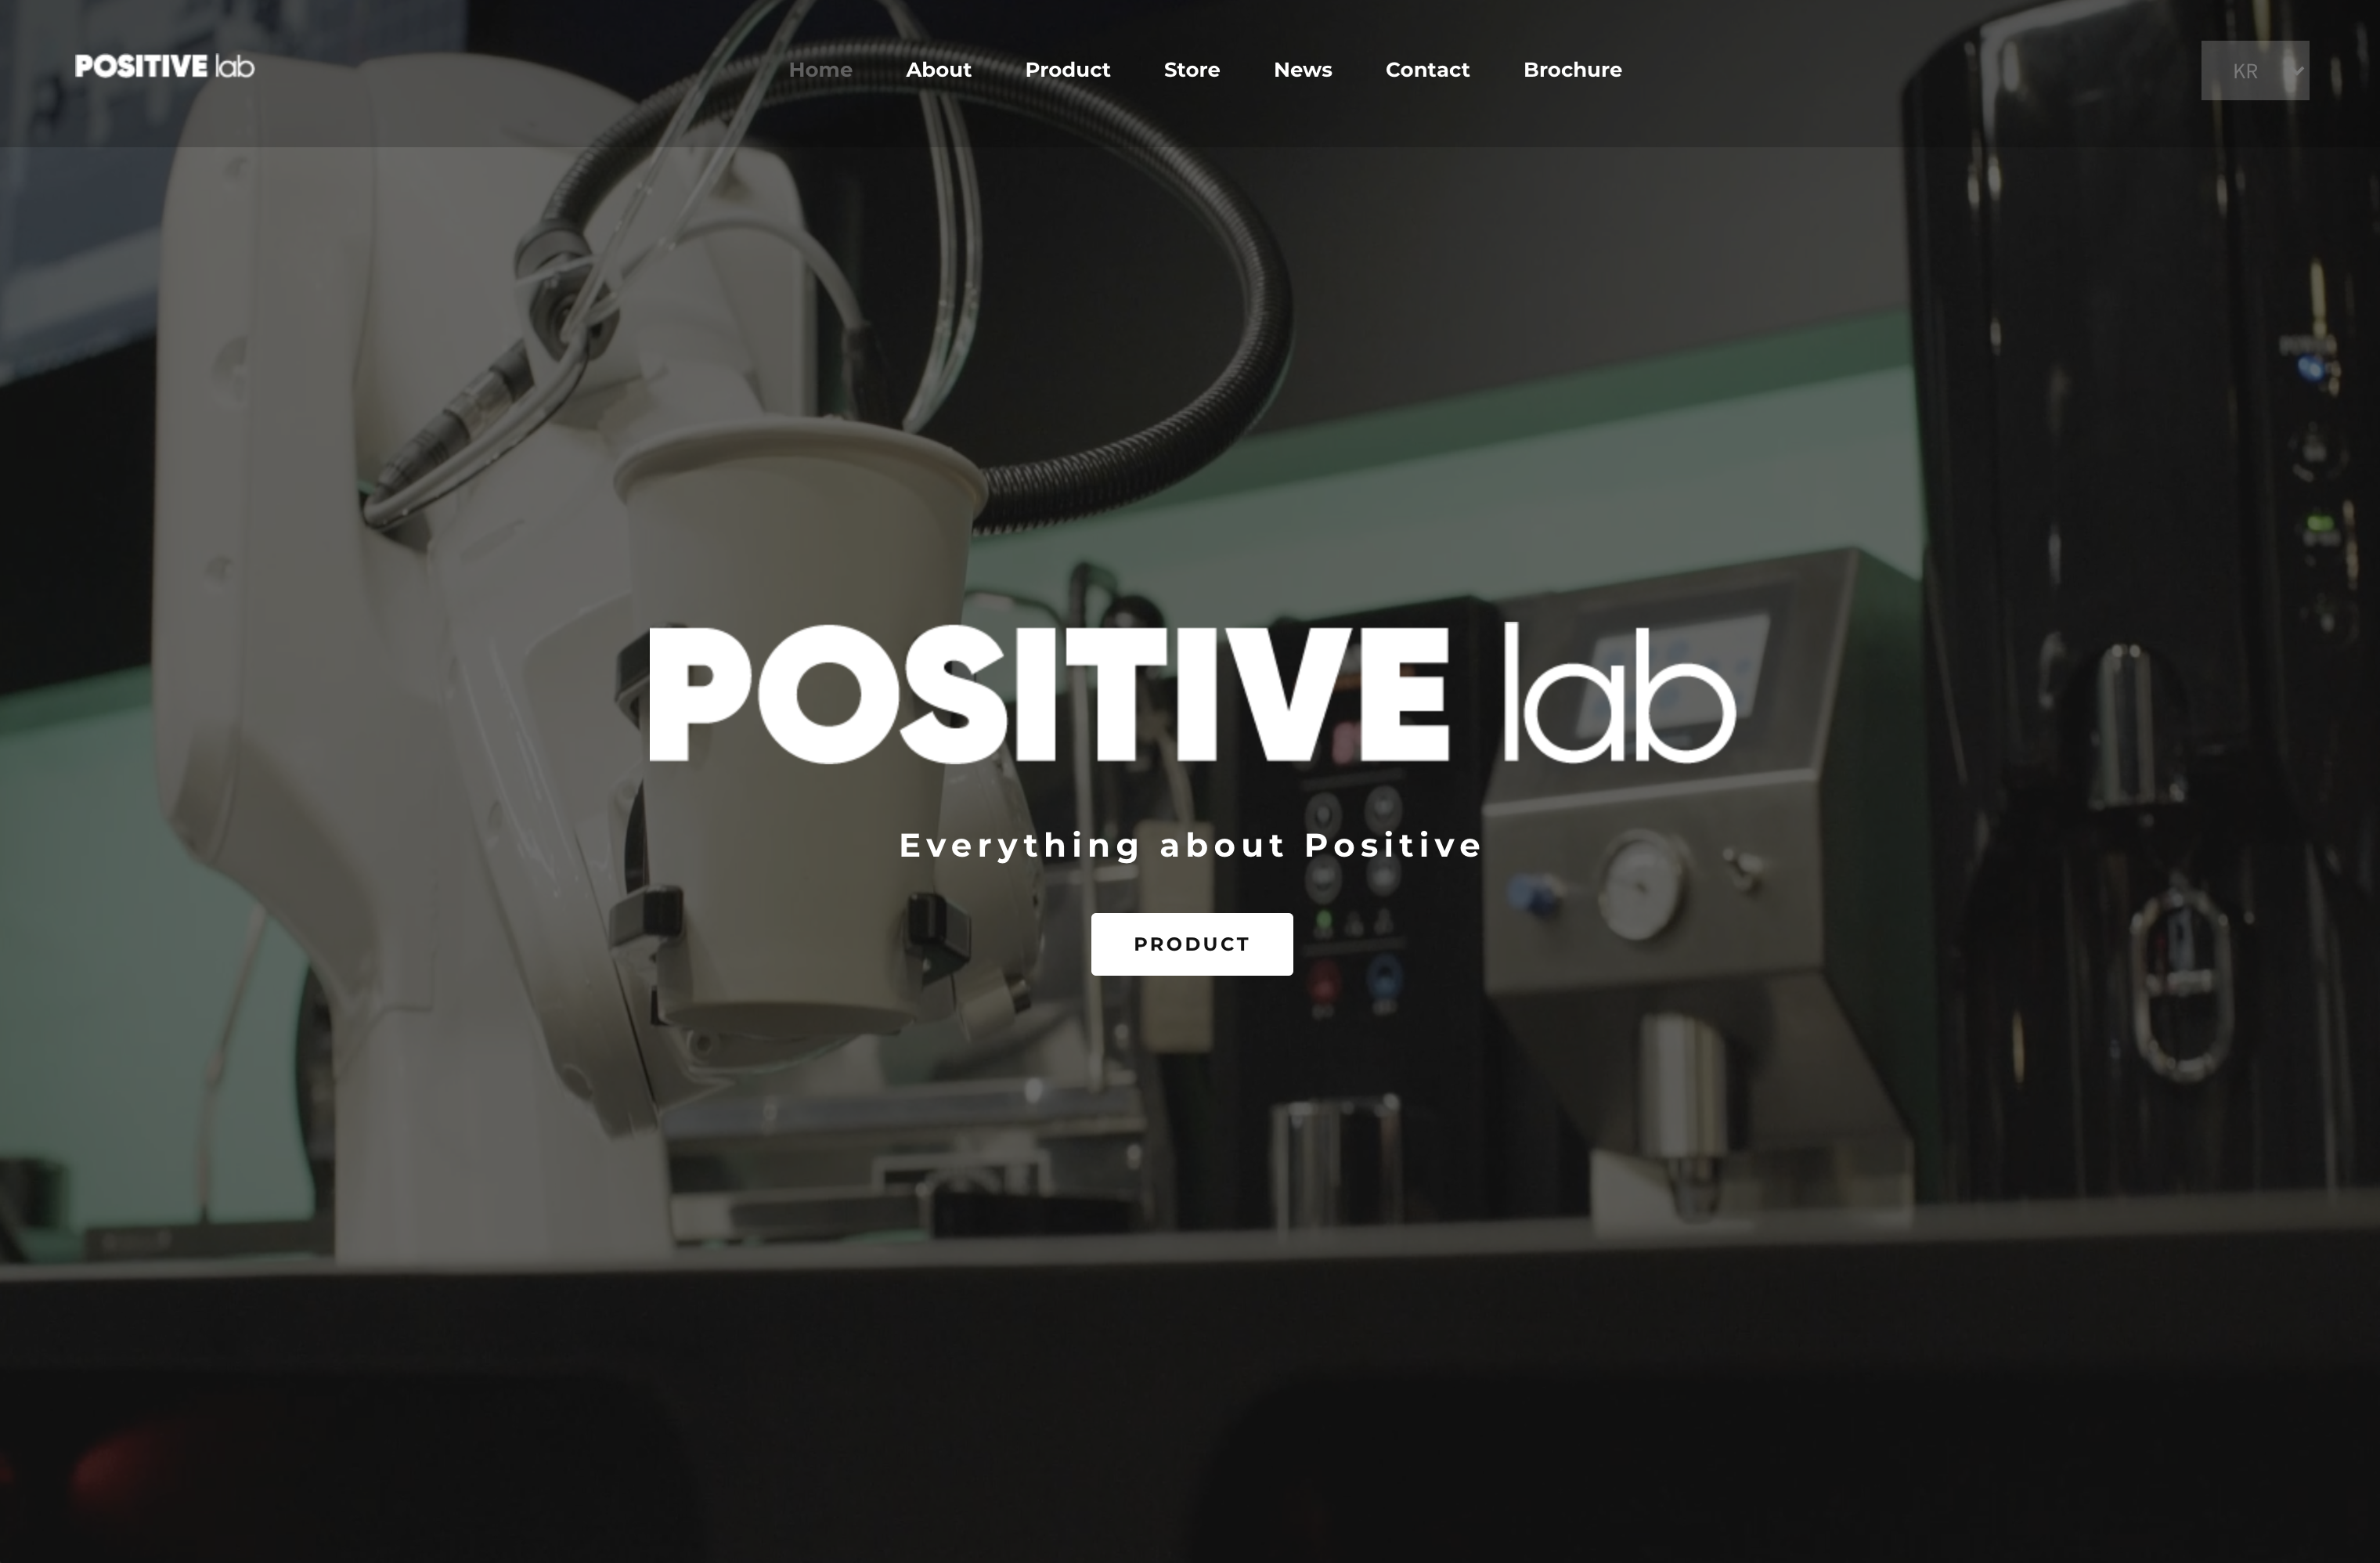 POSITIVE lab
Home About Product Store News Contact Brochure
KR
POSITIVE lab
Everything about Positive
PRODUCT